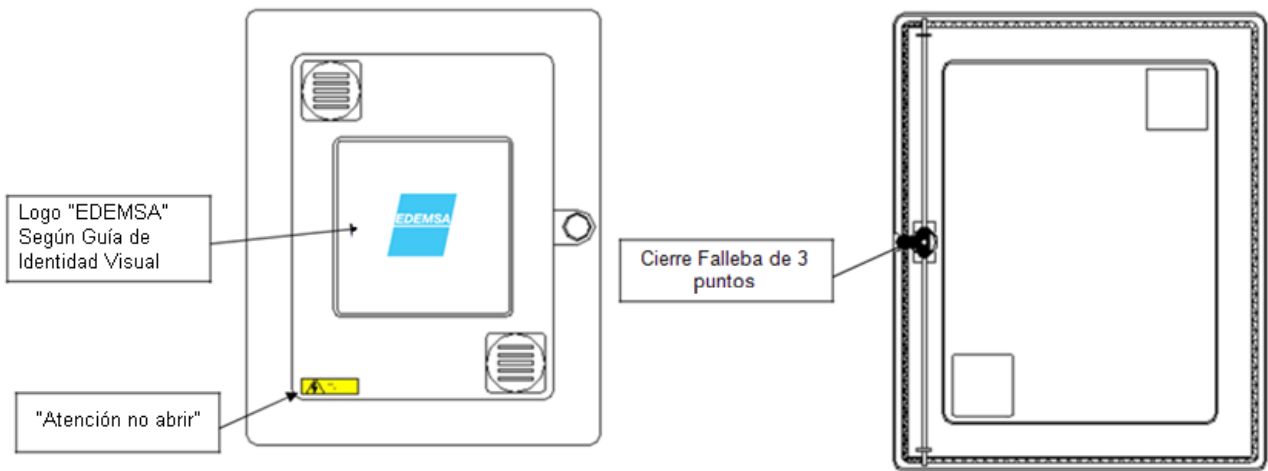 Logo "EDEMSA"
Según Guía de
Identidad Visual
EDEMSA
Cierre Falleba de 3
puntos
"Atención no abrir"